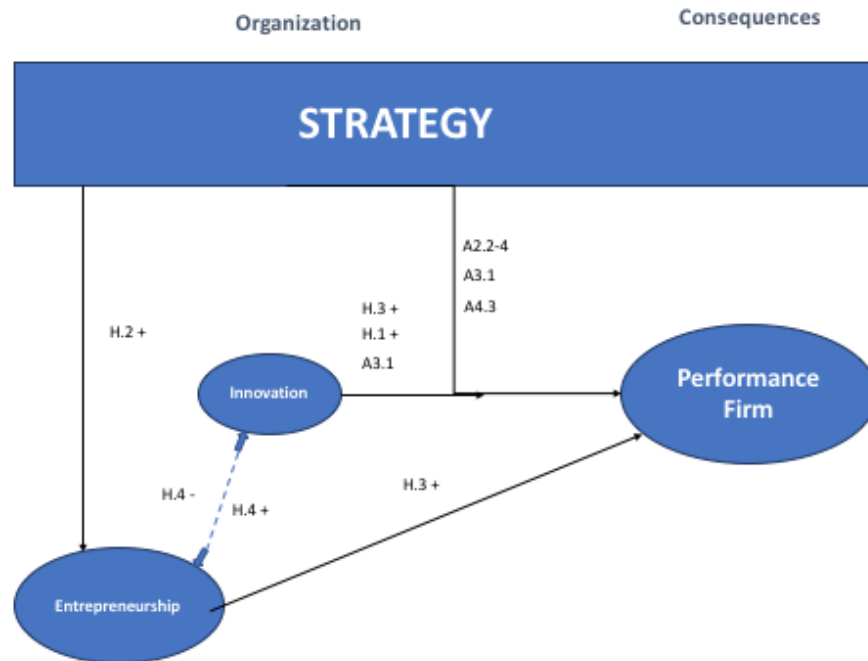 Organization
Consequences
STRATEGY
A2.2-4
A3.1
A4.3
H.2 +
H.3 +
H.1 +
A3.1
Innovation
Performance
Firm
H.4 -
H.4 +
H.3 +
Entrepreneurship